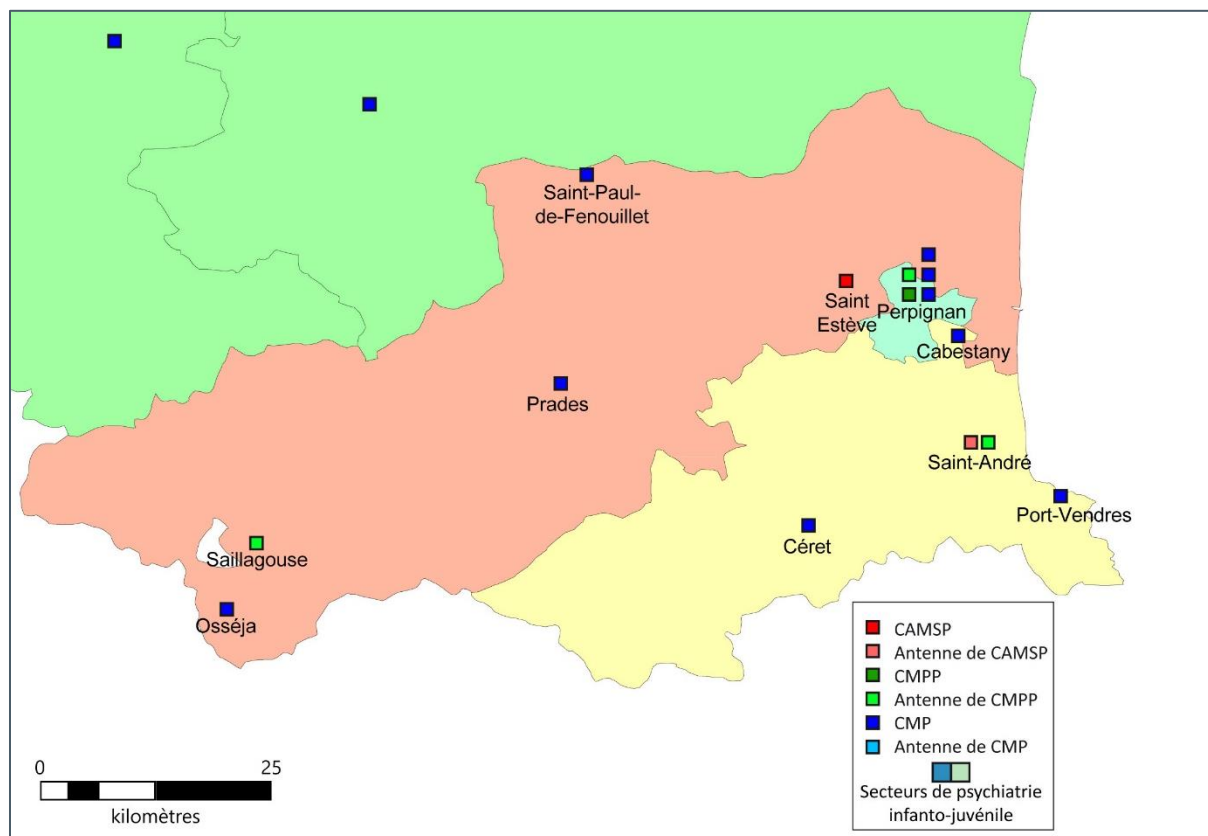 Saint-Paul-
de-Fenouillet
Saint
Estève
Perpignan
Cabestany
Prades
Saint-André
Port-Vendres
Céret
Saillagouse
Osséja
CAMSP
Antenne de CAMSP
CMPP
Antenne de CMPP
CMP
Antenne de CMP
Secteurs de psychiatrie
infanto-juvénile
0 25
kilomètres